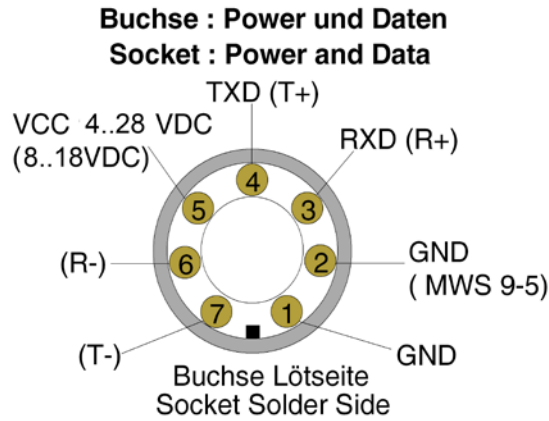 Buchse : Power und Daten
Socket : Power and Data
TXD (T+)
VCC 4..28 VDC
(8..18VDC)
RXD (R+)
4
5
3
(R-)
6
2
GND
( MWS 9-5)
7
1
(T-)
GND
Buchse Lötseite
Socket Solder Side